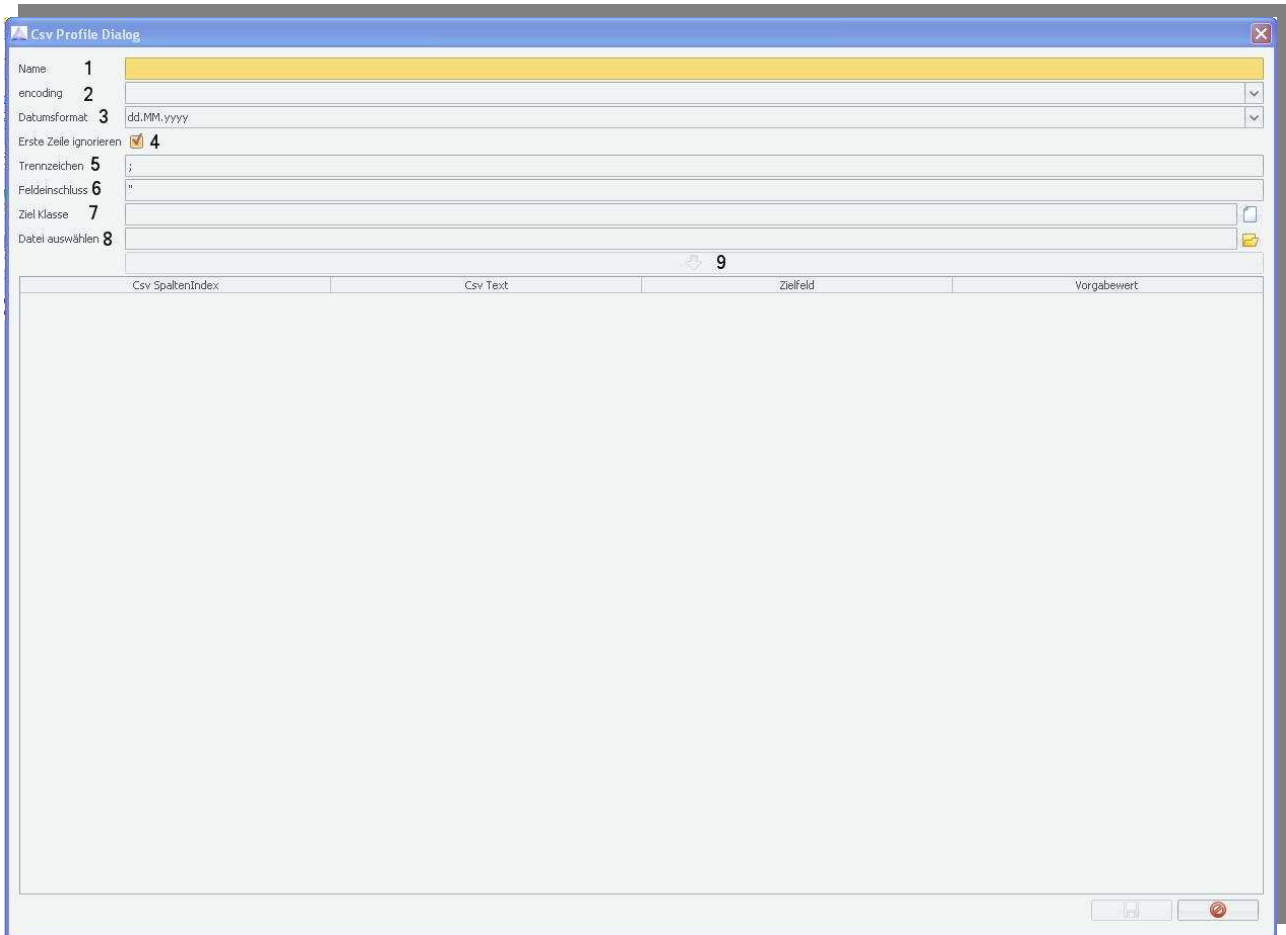 Csv Profile Dialog
Name 1
encoding 2
Datumsformat 3 dd.MM.yyyy
Erste Zeile ignorieren 4
Trennzeichen 5 ;
Feldeinschluss 6 "
Ziel Klasse 7
Datei auswählen 8
9
Csv SpaltenIndex Csv Text Zielfeld Vorgabewert